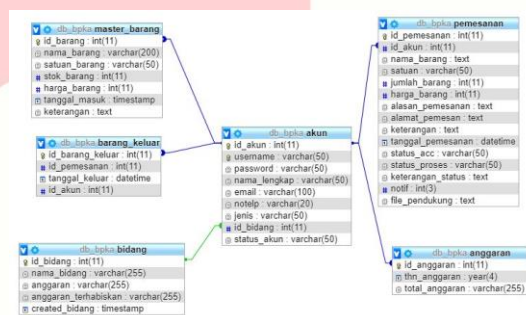 db_bpka master_barang
id_barang : int(11)
nama_barang : varchar(200)
satuan_barang : varchar(50)
stok_barang : int(11)
harga_barang : int(11)
tanggal_masuk : timestamp
keterangan : text
db_bpka barang_keluar
id_barang_keluar : int(11)
id_pemesanan : int(11)
tanggal_keluar : datetime
id_akun : int(11)
db_bpka bidang
id_bidang : int(11)
nama_bidang : varchar(255)
anggaran : varchar(255)
anggaran_terhabiskan : varchar(255)
created_bidang : timestamp
db_bpka akun
id_akun : int(11)
username : varchar(50)
password : varchar(50)
nama_lengkap : varchar(50)
email : varchar(100)
notelp : varchar(20)
jenis : varchar(50)
id_bidang : int(11)
status_akun : varchar(50)
db_bpka pemesanan
id_pemesanan : int(11)
id_akun : int(11)
nama_barang : text
satuan : varchar(50)
jumlah_barang : int(11)
harga_barang : int(11)
alasan_pemesanan : text
alamat_pemesan : text
keterangan : text
tanggal_pemesanan : datetime
status_acc : varchar(50)
status_proses : varchar(50)
keterangan_status : text
notif : int(3)
file_pendukung : text
db_bpka anggaran
id_anggaran : int(11)
thn_anggaran : year(4)
total_anggaran : varchar(255)